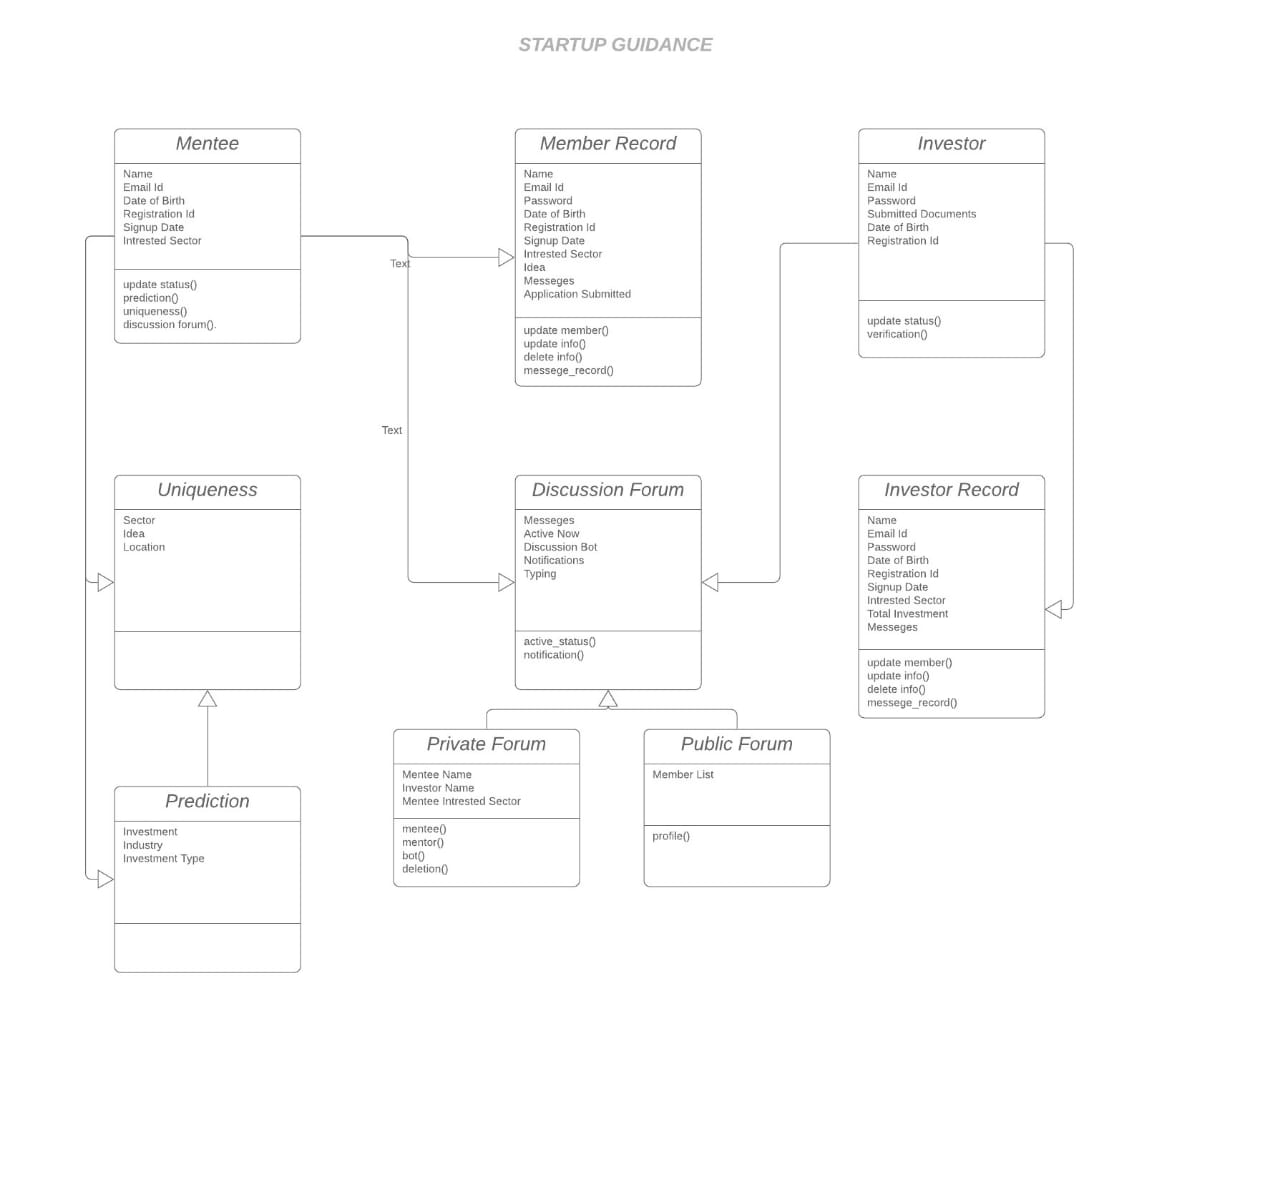 STARTUP GUIDANCE
Mentee
Name
Email Id
Date of Birth
Registration Id
Signup Date
Intrested Sector
update status()
prediction()
uniqueness()
discussion forum().
Member Record
Name
Email Id
Password
Date of Birth
Registration Id
Signup Date
Intrested Sector
Idea
Messeges
Application Submitted
update member()
update info()
delete info()
messege_record()
Investor
Name
Email Id
Password
Submitted Documents
Date of Birth
Registration Id
update status()
verification()
Text
Text
Uniqueness
Sector
Idea
Location
Discussion Forum
Messeges
Active Now
Discussion Bot
Notifications
Typing
active_status()
notification()
Investor Record
Name
Email Id
Password
Date of Birth
Registration Id
Signup Date
Intrested Sector
Total Investment
Messeges
update member()
update info()
delete info()
messege_record()
Prediction
Investment
Industry
Investment Type
Private Forum
Mentee Name
Investor Name
Mentee Intrested Sector
mentee()
mentor()
bot()
deletion()
Public Forum
Member List
profile()